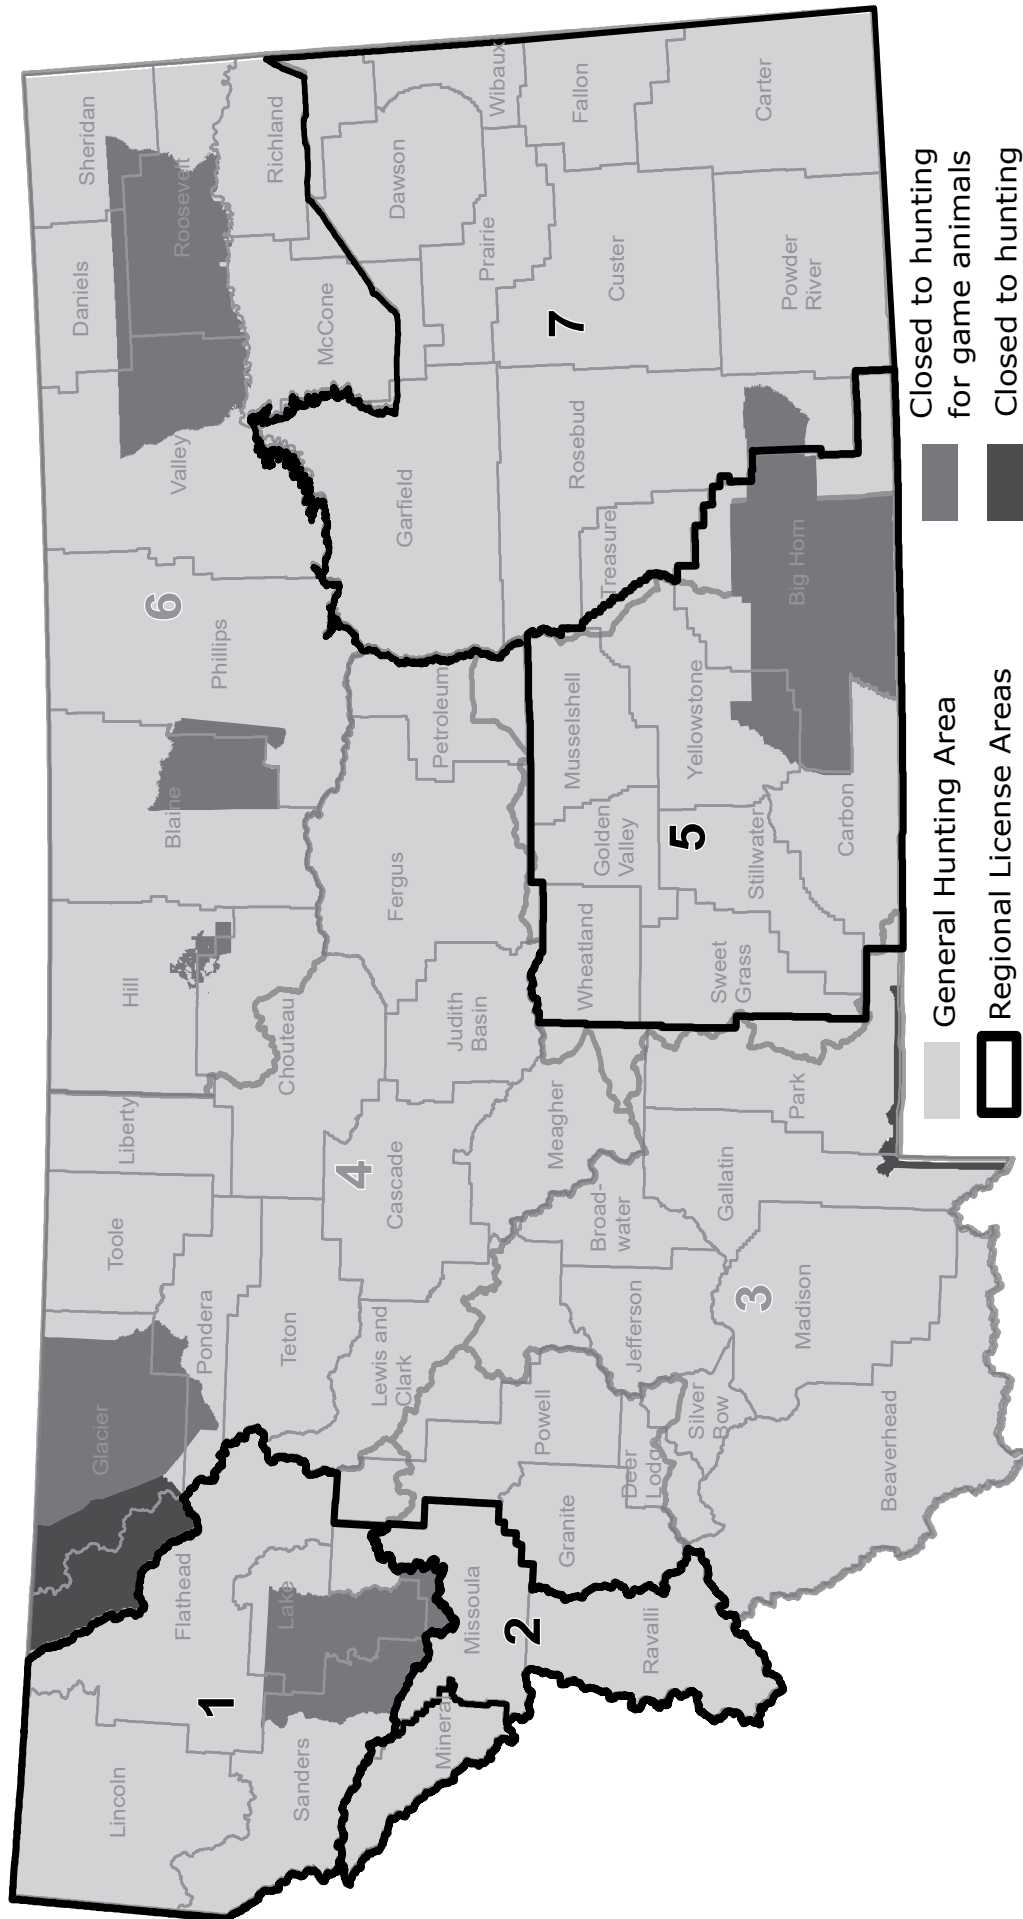 Lincoln
Flathead
Glacier
Toole
Liberty
Hill
Blaine
Phillips
Valley
Daniels
Sheridan
Roosevelt
Richland
McCone
Sanders
Lake
Pondera
Teton
Chouteau
Mineral
Missoula
Lewis and
Clark
Cascade
Judith
Basin
Fergus
Petroleum
Garfield
Dawson
Prairie
Wibaux
Powell
Granite
Ravalli
Deer
Lodge
Silver
Bow
Jefferson
Broad-
water
Meagher
Wheatland
Golden
Valley
Musselshell
Treasure
Rosebud
Custer
Fallon
Beaverhead
Madison
Gallatin
Park
Sweet
Grass
Stillwater
Yellowstone
Carbon
Big Horn
Powder
River
Carter
1
2
3
4
5
6
7
General Hunting Area
Regional License Areas
Closed to hunting
for game animals
Closed to hunting